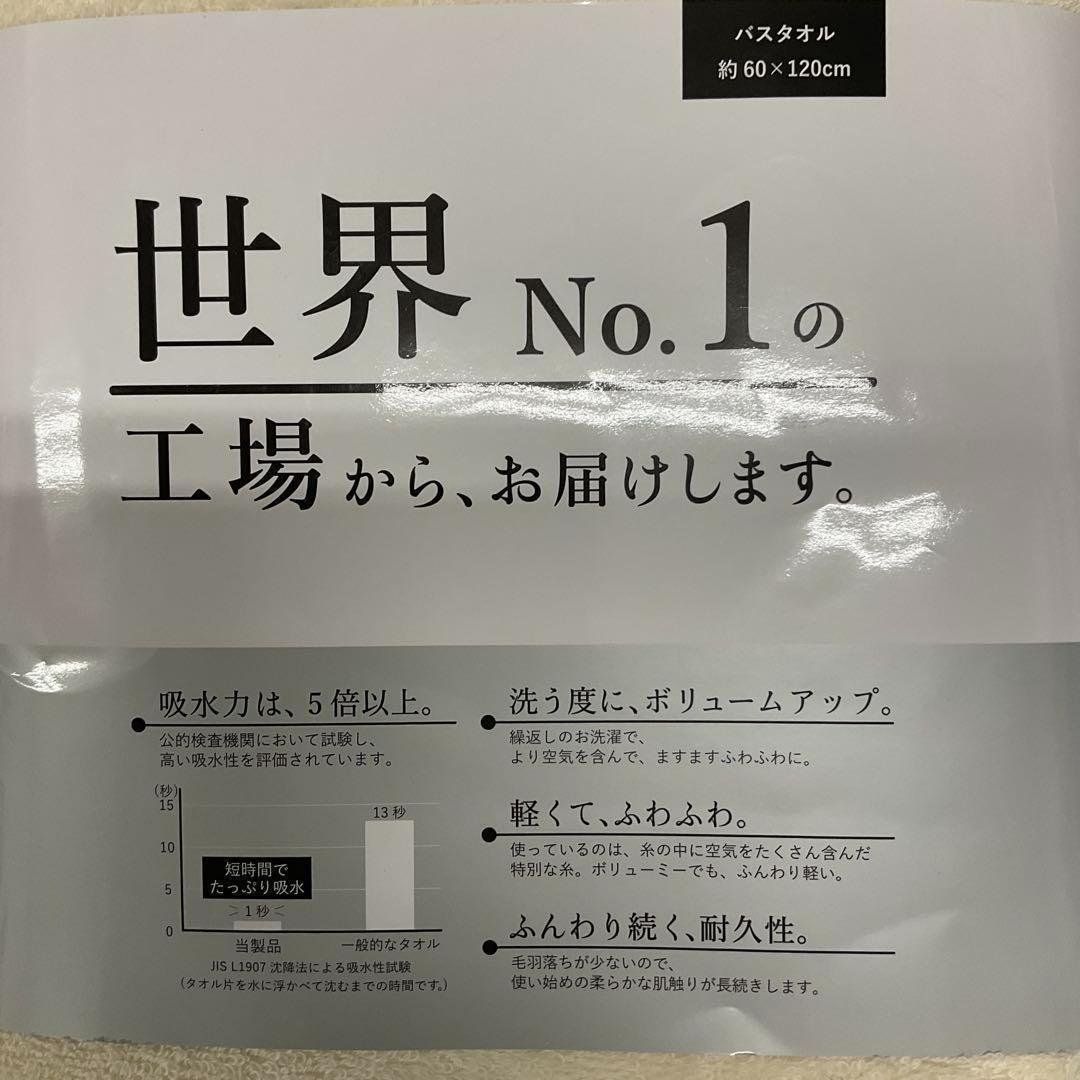 バスタオル
約60×120cm
世界No.1の
工場から、お届けします。
吸水力は、5倍以上。
公的検査機関において試験し、
高い吸水性を評価されています。
(秒)
15
10
5
0
13秒
短時間で
たっぷり吸水
1秒
当製品
一般的なタオル
JIS L1907 沈降法による吸水性試験
(タオル片を水に浮かべて沈むまでの時間です。)
洗う度に、ボリュームアップ。
繰返しのお洗濯で、
より空気を含んで、ますますふわふわに。
軽くて、ふわふわ。
使っているのは、糸の中に空気をたくさん含んだ
特別な糸。ボリューミーでも、ふんわり軽い。
ふんわり続く、耐久性。
毛羽落ちが少ないので、
使い始めの柔らかな肌触りが長続きします。